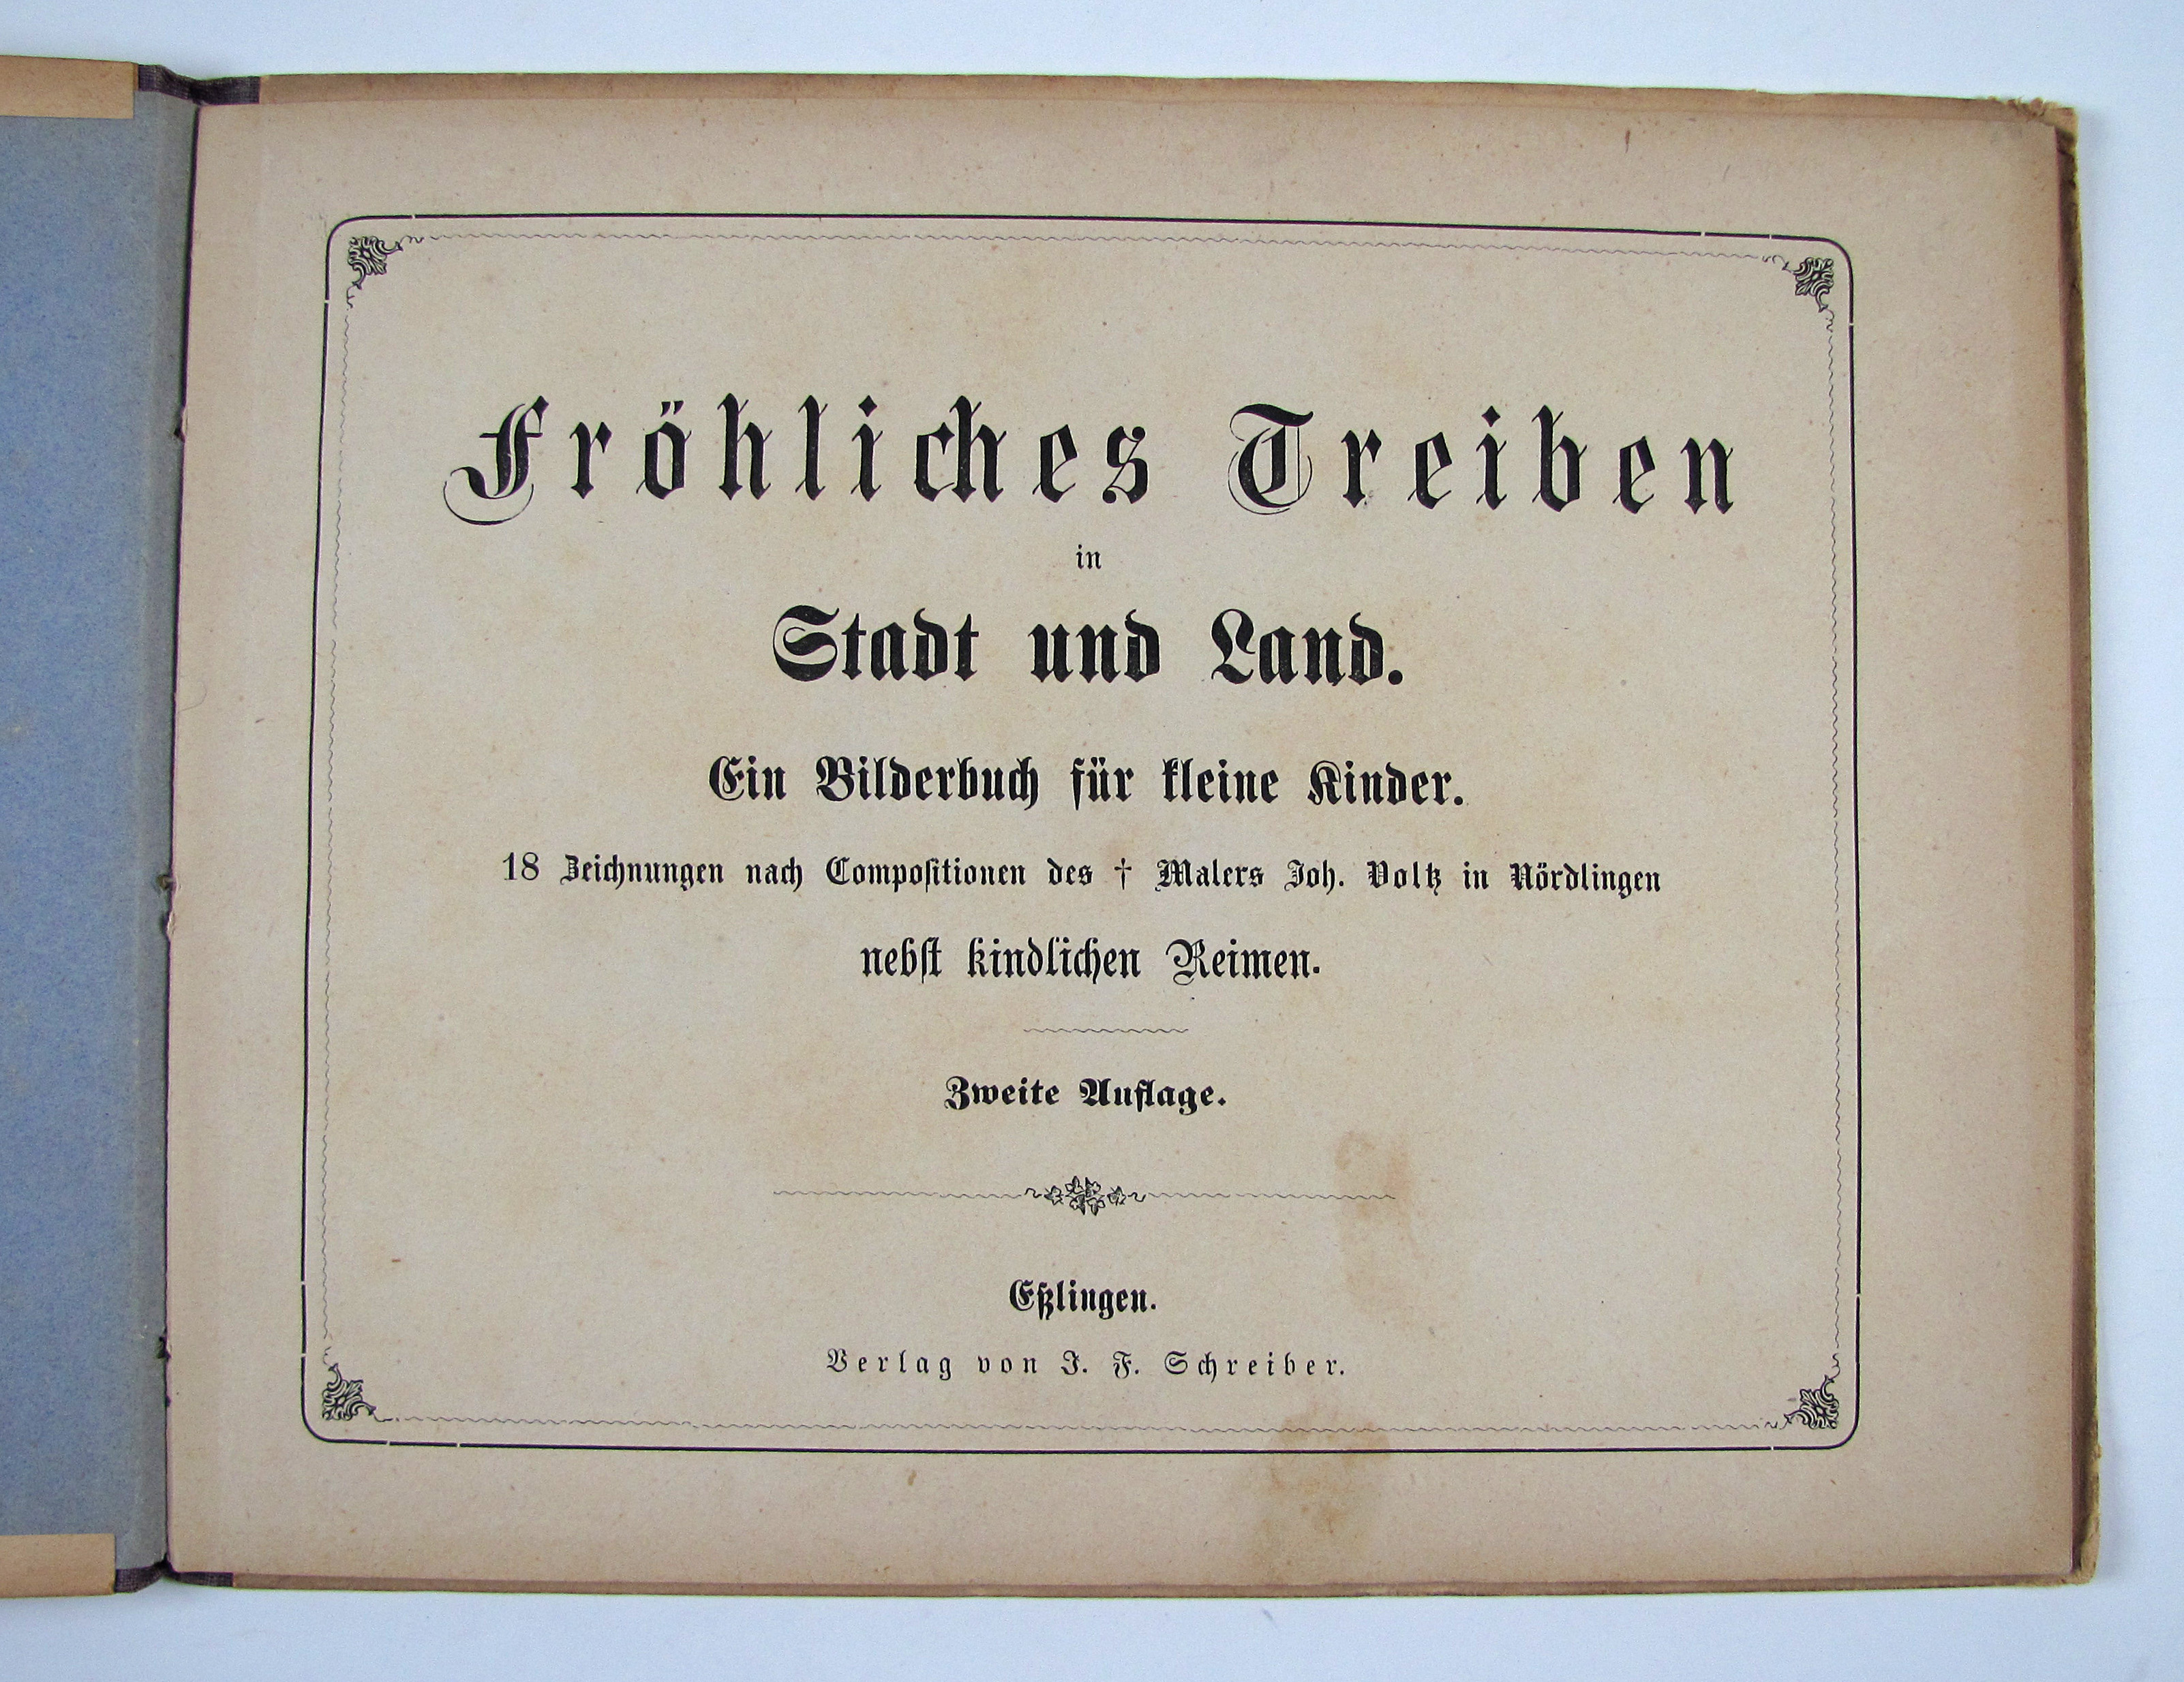 Fröhliches Treiben
in
Stadt und Land.
Ein Bilderbuch für kleine Kinder.
18 Zeichnungen nach Compoſitionen des † Malers Joh. Voltz in Nördlingen
nebſt kindlichen Reimen.
Zweite Auflage.
Eßlingen.
Verlag von J. F. Schreiber.